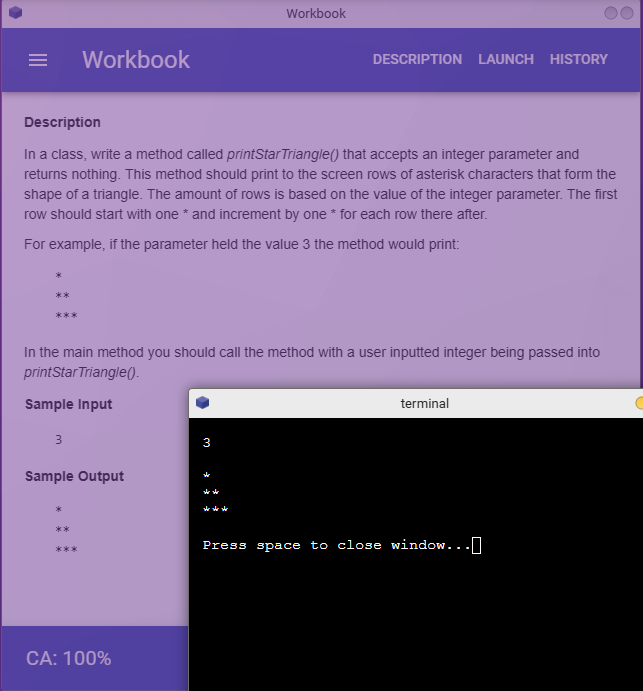 Workbook
Workbook
DESCRIPTION LAUNCH HISTORY
Description
In a class, write a method called printStarTriangle() that accepts an integer parameter and
returns nothing. This method should print to the screen rows of asterisk characters that form the
shape of a triangle. The amount of rows is based on the value of the integer parameter. The first
row should start with one * and increment by one * for each row there after.
For example, if the parameter held the value 3 the method would print:
*
**
***
In the main method you should call the method with a user inputted integer being passed into
printStarTriangle().
Sample Input
3
Sample Output
*
**
***
CA: 100%
terminal
3
*
**
***
Press space to close window...